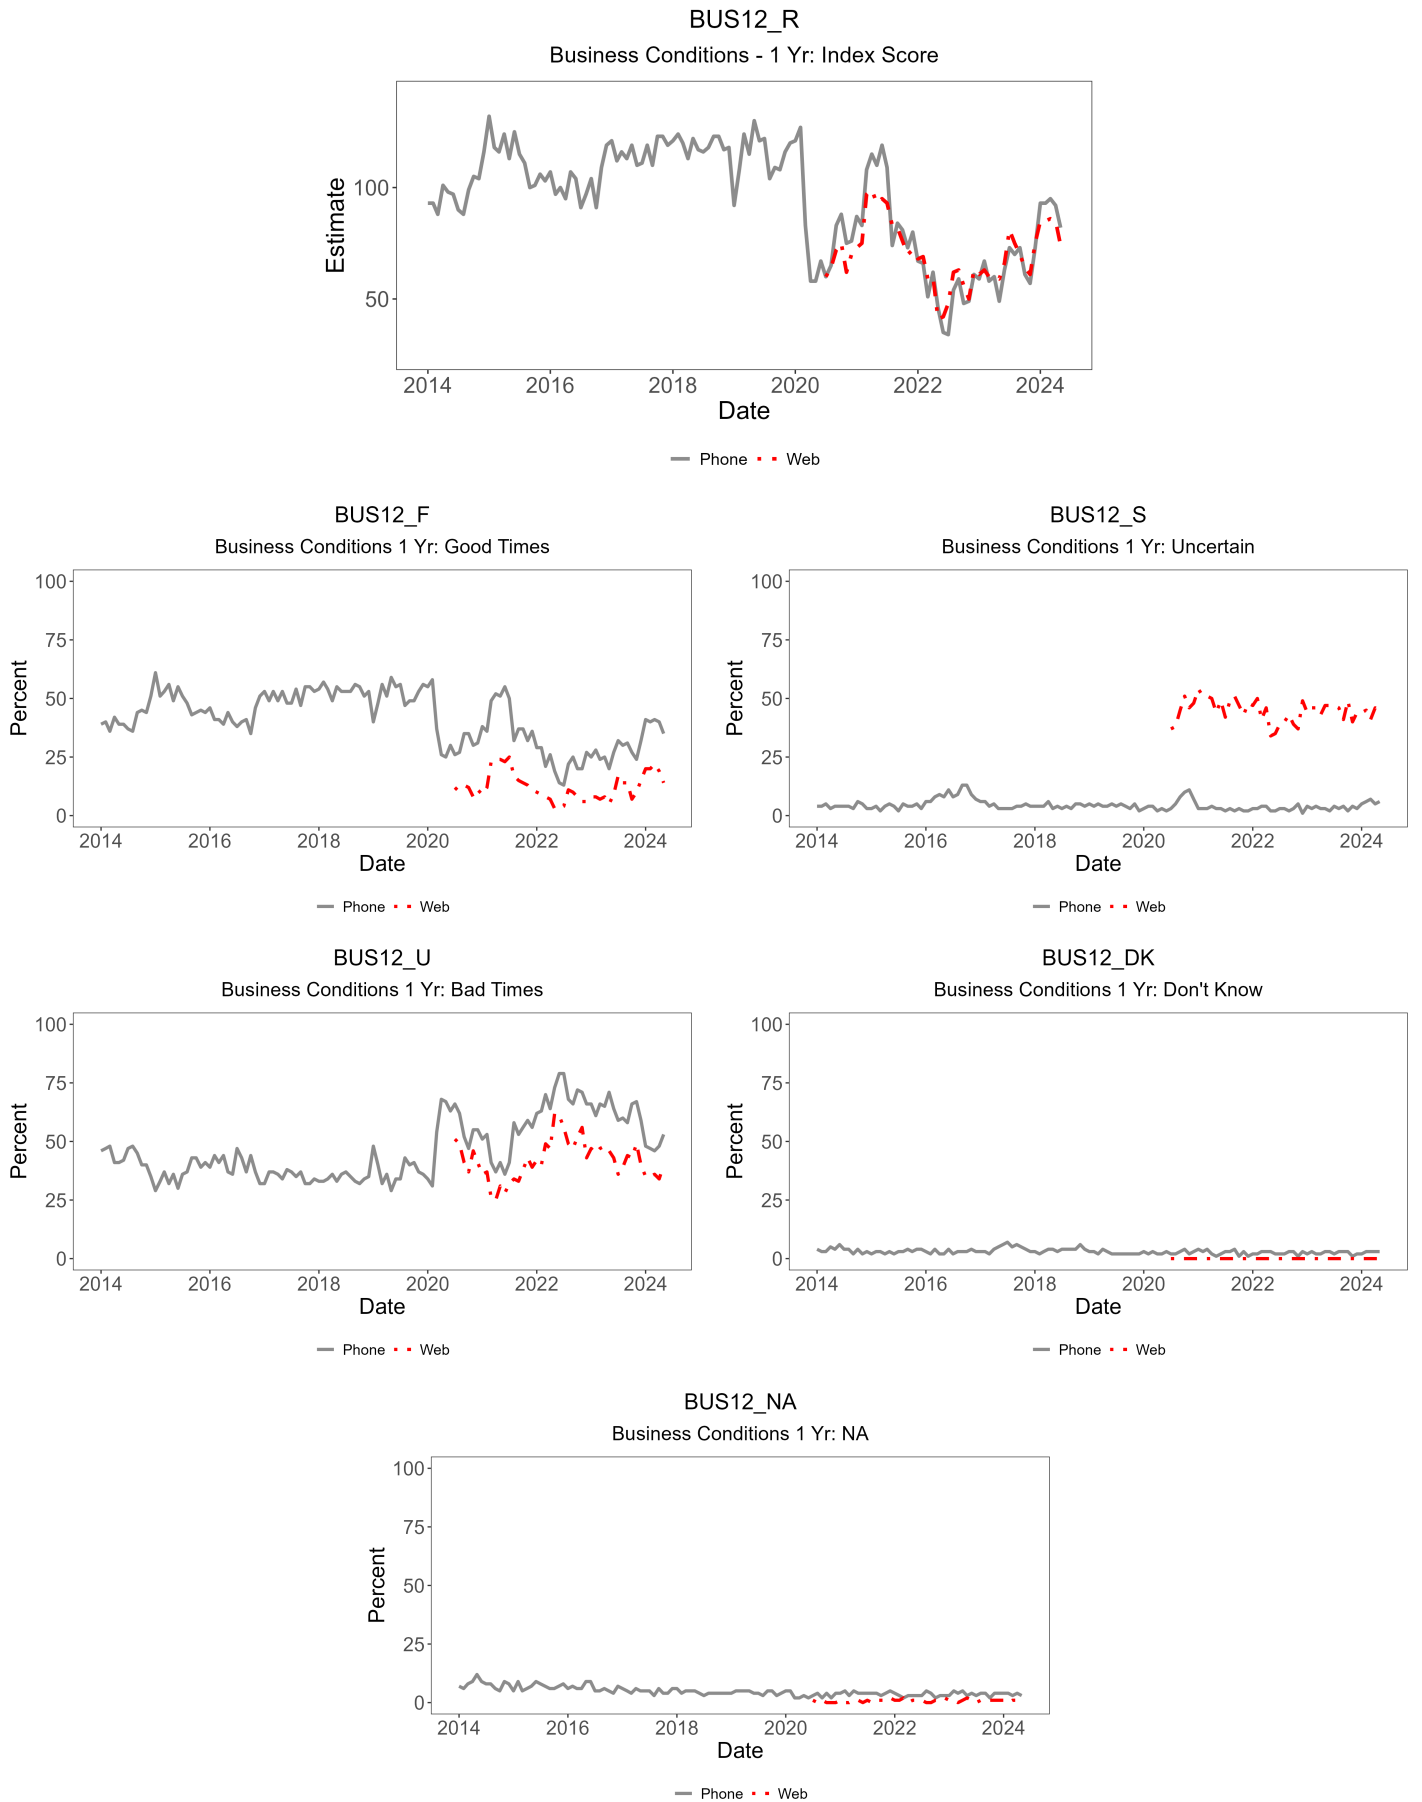 BUS12_R
Business Conditions - 1 Yr: Index Score
Estimate
100
50
2014 2016 2018 2020 2022 2024
Date
Phone Web
BUS12_F
Business Conditions 1 Yr: Good Times
Percent
100
75
50
25
0
2014 2016 2018 2020 2022 2024
Date
Phone Web
BUS12_S
Business Conditions 1 Yr: Uncertain
Percent
100
75
50
25
0
2014 2016 2018 2020 2022 2024
Date
Phone Web
BUS12_U
Business Conditions 1 Yr: Bad Times
Percent
100
75
50
25
0
2014 2016 2018 2020 2022 2024
Date
Phone Web
BUS12_DK
Business Conditions 1 Yr: Don't Know
Percent
100
75
50
25
0
2014 2016 2018 2020 2022 2024
Date
Phone Web
BUS12_NA
Business Conditions 1 Yr: NA
Percent
100
75
50
25
0
2014 2016 2018 2020 2022 2024
Date
Phone Web